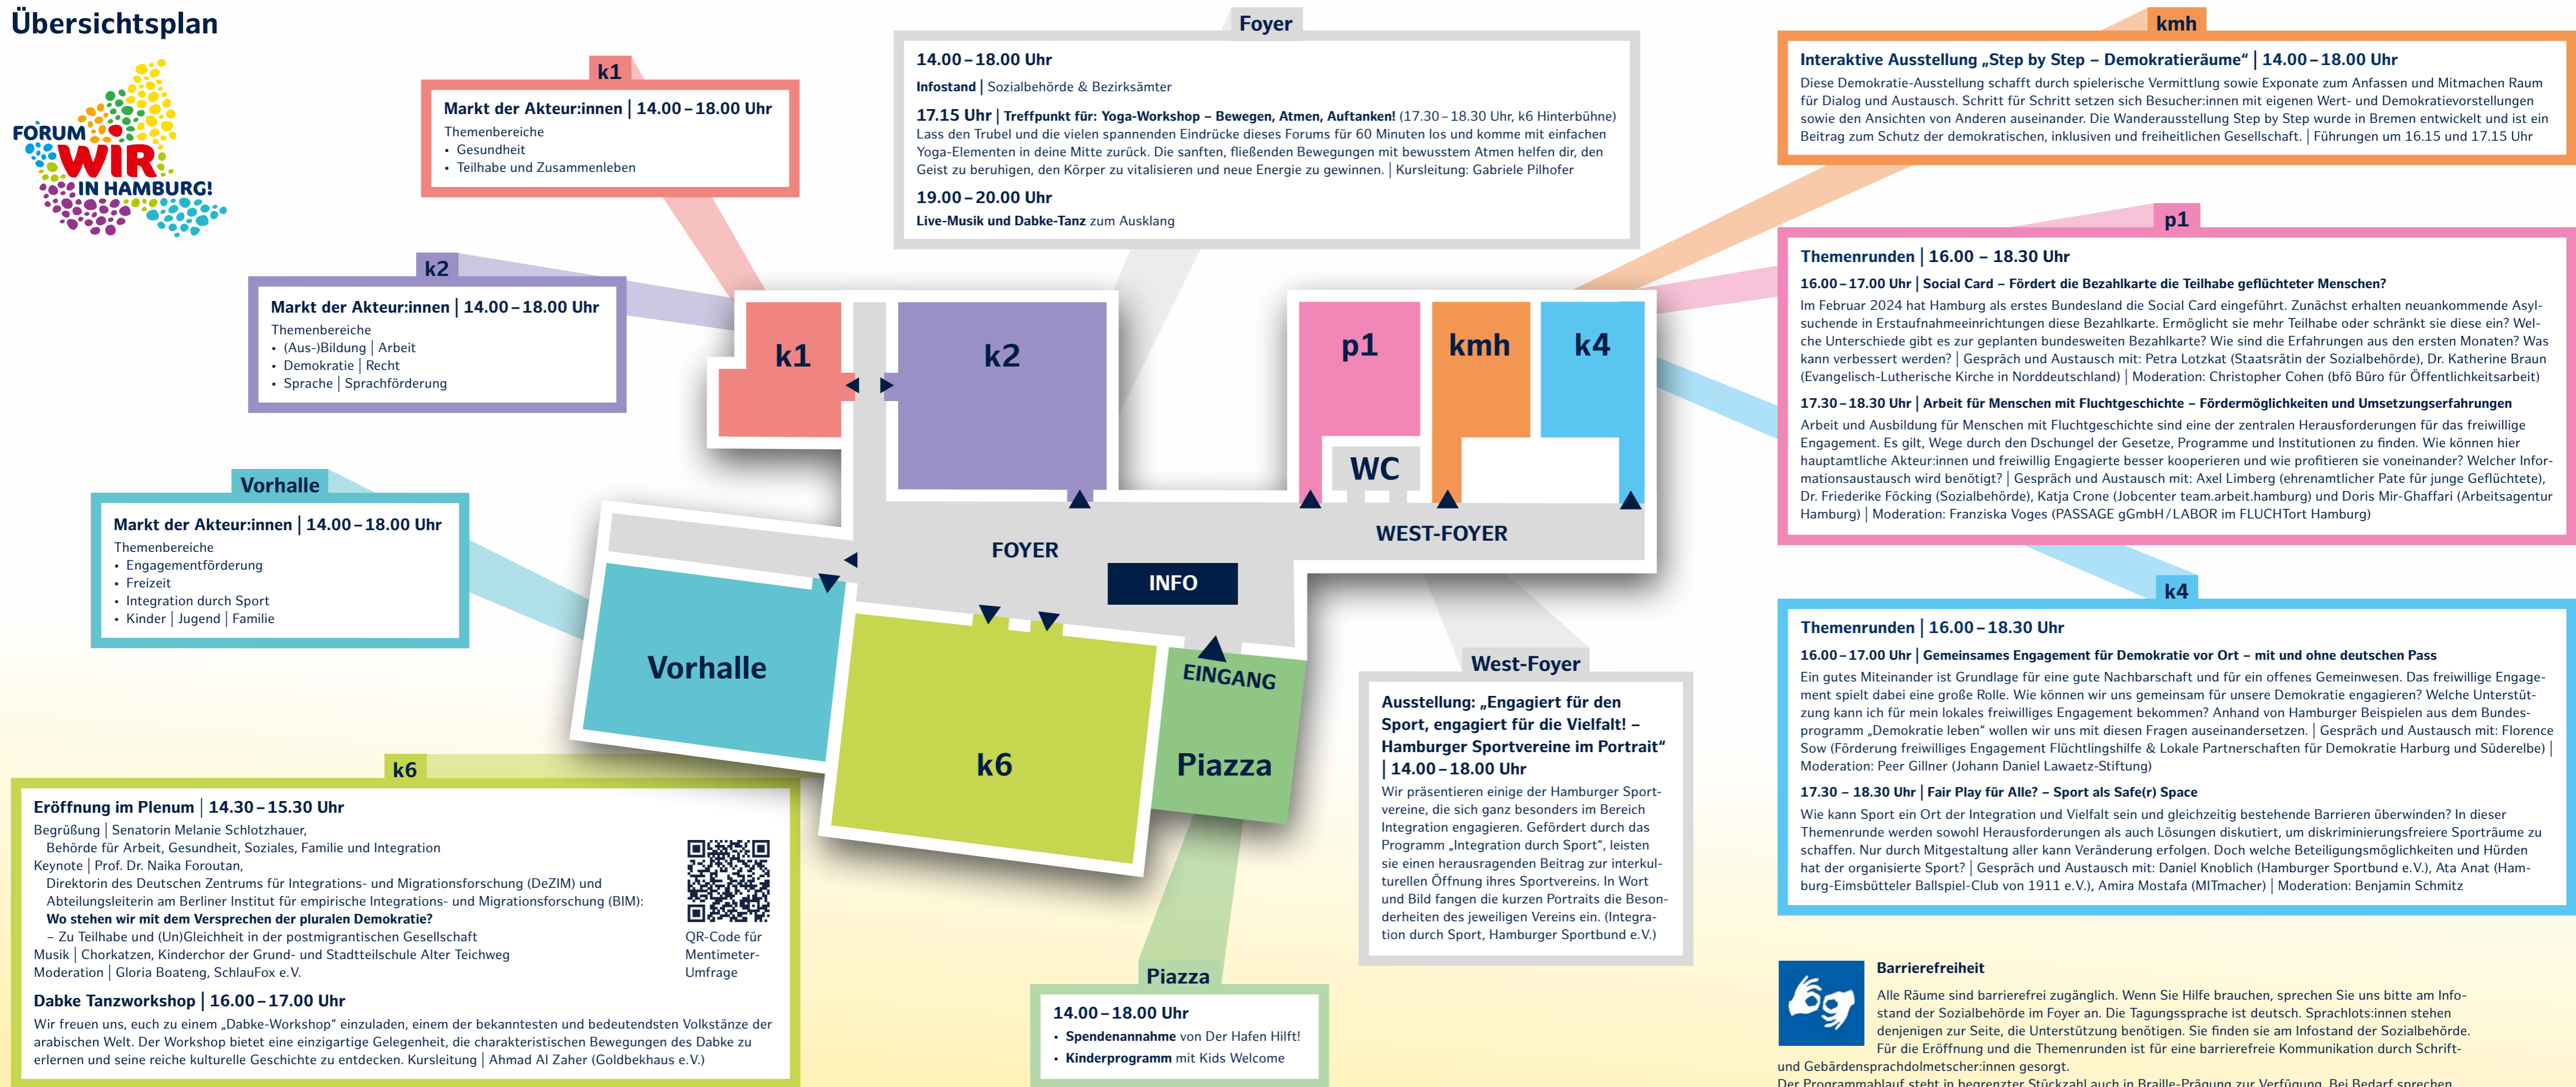 Übersichtsplan
FORUM
WIR
IN HAMBURG!
k1
Markt der Akteur:innen | 14.00 – 18.00 Uhr
Themenbereiche
• Gesundheit
• Teilhabe und Zusammenleben
k2
Markt der Akteur:innen | 14.00 – 18.00 Uhr
Themenbereiche
• (Aus-)Bildung | Arbeit
• Demokratie | Recht
• Sprache | Sprachförderung
Vorhalle
Markt der Akteur:innen | 14.00 – 18.00 Uhr
Themenbereiche
• Engagementförderung
• Freizeit
• Integration durch Sport
• Kinder | Jugend | Familie
k6
Eröffnung im Plenum | 14.30 – 15.30 Uhr
Begrüßung | Senatorin Melanie Schlotzhauer,
Behörde für Arbeit, Gesundheit, Soziales, Familie und Integration
Keynote | Prof. Dr. Naika Foroutan,
Direktorin des Deutschen Zentrums für Integrations- und Migrationsforschung (DeZIM) und
Abteilungsleiterin am Berliner Institut für empirische Integrations- und Migrationsforschung (BIM):
Wo stehen wir mit dem Versprechen der pluralen Demokratie?
– Zu Teilhabe und (Un)Gleichheit in der postmigrantischen Gesellschaft
Musik | Chorkatzen, Kinderchor der Grund- und Stadtteilschule Alter Teichweg
Moderation | Gloria Boateng, SchlauFox e.V.
QR-Code für
Mentimeter-
Umfrage
Dabke Tanzworkshop | 16.00 – 17.00 Uhr
Wir freuen uns, euch zu einem „Dabke-Workshop“ einzuladen, einem der bekanntesten und bedeutendsten Volkstänze der
arabischen Welt. Der Workshop bietet eine einzigartige Gelegenheit, die charakteristischen Bewegungen des Dabke zu
erlernen und seine reiche kulturelle Geschichte zu entdecken. Kursleitung | Ahmad Al Zaher (Goldbekhaus e.V.)
Foyer
14.00 – 18.00 Uhr
Infostand | Sozialbehörde & Bezirksämter
17.15 Uhr | Treffpunkt für: Yoga-Workshop – Bewegen, Atmen, Auftanken! (17.30 – 18.30 Uhr, k6 Hinterbühne)
Lass den Trubel und die vielen spannenden Eindrücke dieses Forums für 60 Minuten los und komme mit einfachen
Yoga-Elementen in deine Mitte zurück. Die sanften, fließenden Bewegungen mit bewusstem Atmen helfen dir, den
Geist zu beruhigen, den Körper zu vitalisieren und neue Energie zu gewinnen. | Kursleitung: Gabriele Pilhofer
19.00 – 20.00 Uhr
Live-Musik und Dabke-Tanz zum Ausklang
k1
k2
p1
kmh
k4
WC
FOYER
WEST-FOYER
INFO
EINGANG
Vorhalle
k6
Piazza
West-Foyer
Ausstellung: „Engagiert für den
Sport, engagiert für die Vielfalt! –
Hamburger Sportvereine im Portrait“
| 14.00 – 18.00 Uhr
Wir präsentieren einige der Hamburger Sport-
vereine, die sich ganz besonders im Bereich
Integration engagieren. Gefördert durch das
Programm „Integration durch Sport“, leisten
sie einen herausragenden Beitrag zur interkul-
turellen Öffnung ihres Sportvereins. In Wort
und Bild fangen die kurzen Portraits die Beson-
derheiten des jeweiligen Vereins ein. (Integra-
tion durch Sport, Hamburger Sportbund e.V.)
Piazza
14.00 – 18.00 Uhr
• Spendenannahme von Der Hafen Hilft!
• Kinderprogramm mit Kids Welcome
kmh
Interaktive Ausstellung „Step by Step – Demokratieräume“ | 14.00 – 18.00 Uhr
Diese Demokratie-Ausstellung schafft durch spielerische Vermittlung sowie Exponate zum Anfassen und Mitmachen Raum
für Dialog und Austausch. Schritt für Schritt setzen sich Besucher:innen mit eigenen Wert- und Demokratievorstellungen
sowie den Ansichten von Anderen auseinander. Die Wanderausstellung Step by Step wurde in Bremen entwickelt und ist ein
Beitrag zum Schutz der demokratischen, inklusiven und freiheitlichen Gesellschaft. | Führungen um 16.15 und 17.15 Uhr
p1
Themenrunden | 16.00 – 18.30 Uhr
16.00 – 17.00 Uhr | Social Card – Fördert die Bezahlkarte die Teilhabe geflüchteter Menschen?
Im Februar 2024 hat Hamburg als erstes Bundesland die Social Card eingeführt. Zunächst erhalten neuankommende Asyl-
suchende in Erstaufnahmeeinrichtungen diese Bezahlkarte. Ermöglicht sie mehr Teilhabe oder schränkt sie diese ein? Wel-
che Unterschiede gibt es zur geplanten bundesweiten Bezahlkarte? Wie sind die Erfahrungen aus den ersten Monaten? Was
kann verbessert werden? | Gespräch und Austausch mit: Petra Lotzkat (Staatsrätin der Sozialbehörde), Dr. Katherine Braun
(Evangelisch-Lutherische Kirche in Norddeutschland) | Moderation: Christopher Cohen (bfö Büro für Öffentlichkeitsarbeit)
17.30 – 18.30 Uhr | Arbeit für Menschen mit Fluchtgeschichte – Fördermöglichkeiten und Umsetzungserfahrungen
Arbeit und Ausbildung für Menschen mit Fluchtgeschichte sind eine der zentralen Herausforderungen für das freiwillige
Engagement. Es gilt, Wege durch den Dschungel der Gesetze, Programme und Institutionen zu finden. Wie können hier
hauptamtliche Akteur:innen und freiwillig Engagierte besser kooperieren und wie profitieren sie voneinander? Welcher Infor-
mationsaustausch wird benötigt? | Gespräch und Austausch mit: Axel Limberg (ehrenamtlicher Pate für junge Geflüchtete),
Dr. Friederike Föcking (Sozialbehörde), Katja Crone (Jobcenter team.arbeit.hamburg) und Doris Mir-Ghaffari (Arbeitsagentur
Hamburg) | Moderation: Franziska Voges (PASSAGE gGmbH / LABOR im FLUCHTort Hamburg)
k4
Themenrunden | 16.00 – 18.30 Uhr
16.00 – 17.00 Uhr | Gemeinsames Engagement für Demokratie vor Ort – mit und ohne deutschen Pass
Ein gutes Miteinander ist Grundlage für eine gute Nachbarschaft und für ein offenes Gemeinwesen. Das freiwillige Engage-
ment spielt dabei eine große Rolle. Wie können wir uns gemeinsam für unsere Demokratie engagieren? Welche Unterstüt-
zung kann ich für mein lokales freiwilliges Engagement bekommen? Anhand von Hamburger Beispielen aus dem Bundes-
programm „Demokratie leben“ wollen wir uns mit diesen Fragen auseinandersetzen. | Gespräch und Austausch mit: Florence
Sow (Förderung freiwilliges Engagement Flüchtlingshilfe & Lokale Partnerschaften für Demokratie Harburg und Süderelbe) |
Moderation: Peer Gillner (Johann Daniel Lawaetz-Stiftung)
17.30 – 18.30 Uhr | Fair Play für Alle? – Sport als Safe(r) Space
Wie kann Sport ein Ort der Integration und Vielfalt sein und gleichzeitig bestehende Barrieren überwinden? In dieser
Themenrunde werden sowohl Herausforderungen als auch Lösungen diskutiert, um diskriminierungsfreiere Sporträume zu
schaffen. Nur durch Mitgestaltung aller kann Veränderung erfolgen. Doch welche Beteiligungsmöglichkeiten und Hürden
hat der organisierte Sport? | Gespräch und Austausch mit: Daniel Knoblich (Hamburger Sportbund e.V.), Ata Anat (Ham-
burg-Eimsbütteler Ballspiel-Club von 1911 e.V.), Amira Mostafa (MITmacher) | Moderation: Benjamin Schmitz
Barrierefreiheit
Alle Räume sind barrierefrei zugänglich. Wenn Sie Hilfe brauchen, sprechen Sie uns bitte am Info-
stand der Sozialbehörde im Foyer an. Die Tagungssprache ist deutsch. Sprachlots:innen stehen
denjenigen zur Seite, die Unterstützung benötigen. Sie finden sie am Infostand der Sozialbehörde.
Für die Eröffnung und die Themenrunden ist für eine barrierefreie Kommunikation durch Schrift-
und Gebärdensprachdolmetscher:innen gesorgt.
Der Programmablauf steht in begrenzter Stückzahl auch in Braille-Prägung zur Verfügung. Bei Bedarf sprechen